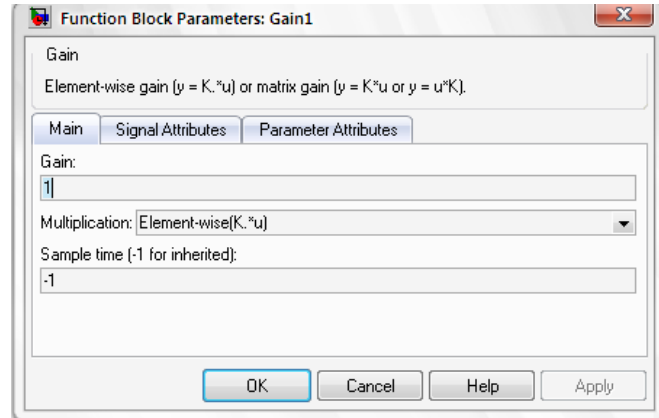 Function Block Parameters: Gain1
Gain
Element-wise gain (y = K.*u) or matrix gain (y = K*u or y = u*K).
Main Signal Attributes Parameter Attributes
Gain:
1
Multiplication: Element-wise(K.*u)
Sample time (-1 for inherited):
-1
OK Cancel Help Apply